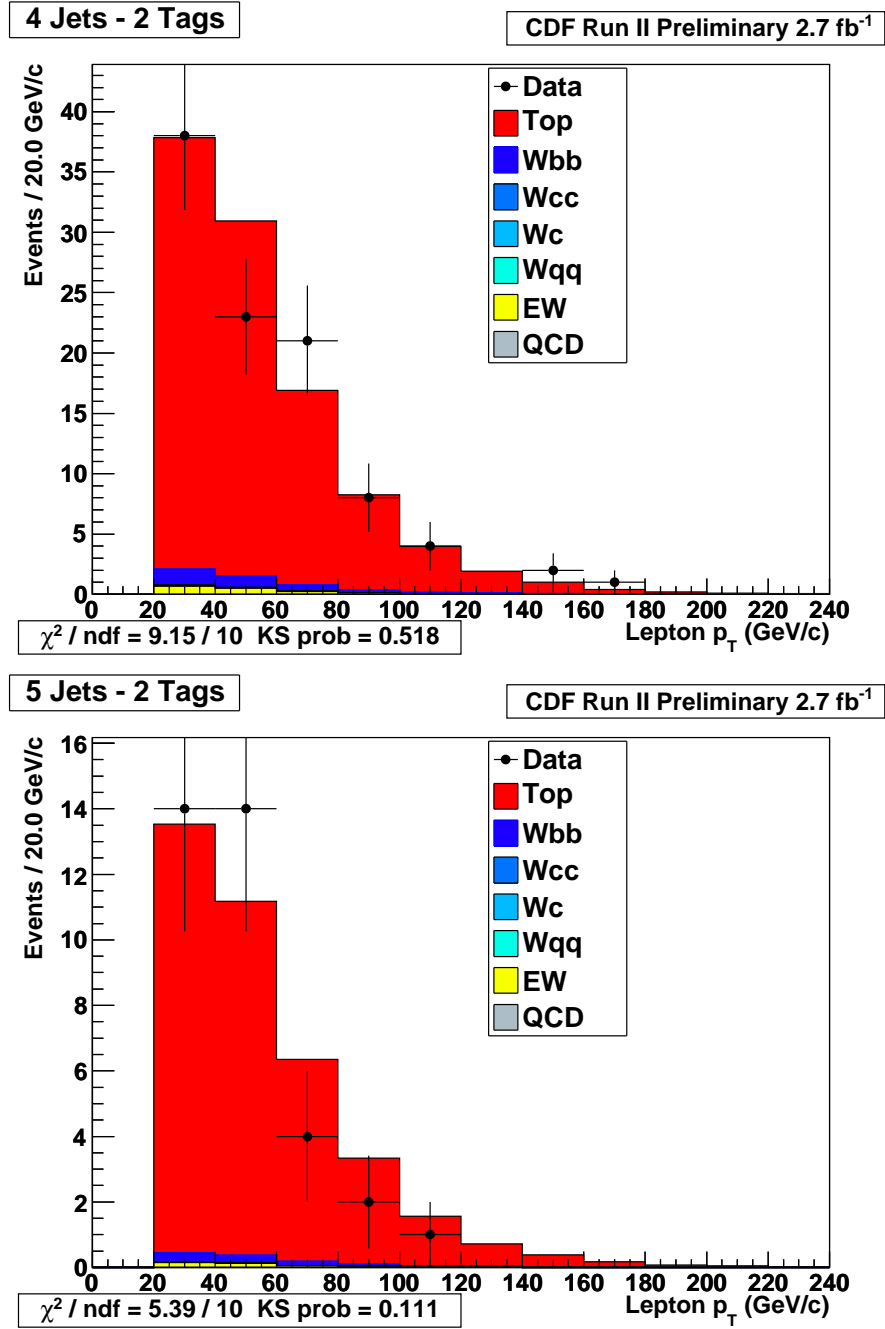 4 Jets - 2 Tags
CDF Run II Preliminary 2.7 fb⁻¹
Events / 20.0 GeV/c
40
35
30
25
20
15
10
5
0
Data
Top
Wbb
Wcc
Wc
Wqq
EW
QCD
0 20 40 60 80 100 120 140 160 180 200 220 240
χ² / ndf = 9.15 / 10 KS prob = 0.518
Lepton p_T (GeV/c)
5 Jets - 2 Tags
CDF Run II Preliminary 2.7 fb⁻¹
Events / 20.0 GeV/c
16
14
12
10
8
6
4
2
0
Data
Top
Wbb
Wcc
Wc
Wqq
EW
QCD
0 20 40 60 80 100 120 140 160 180 200 220 240
χ² / ndf = 5.39 / 10 KS prob = 0.111
Lepton p_T (GeV/c)